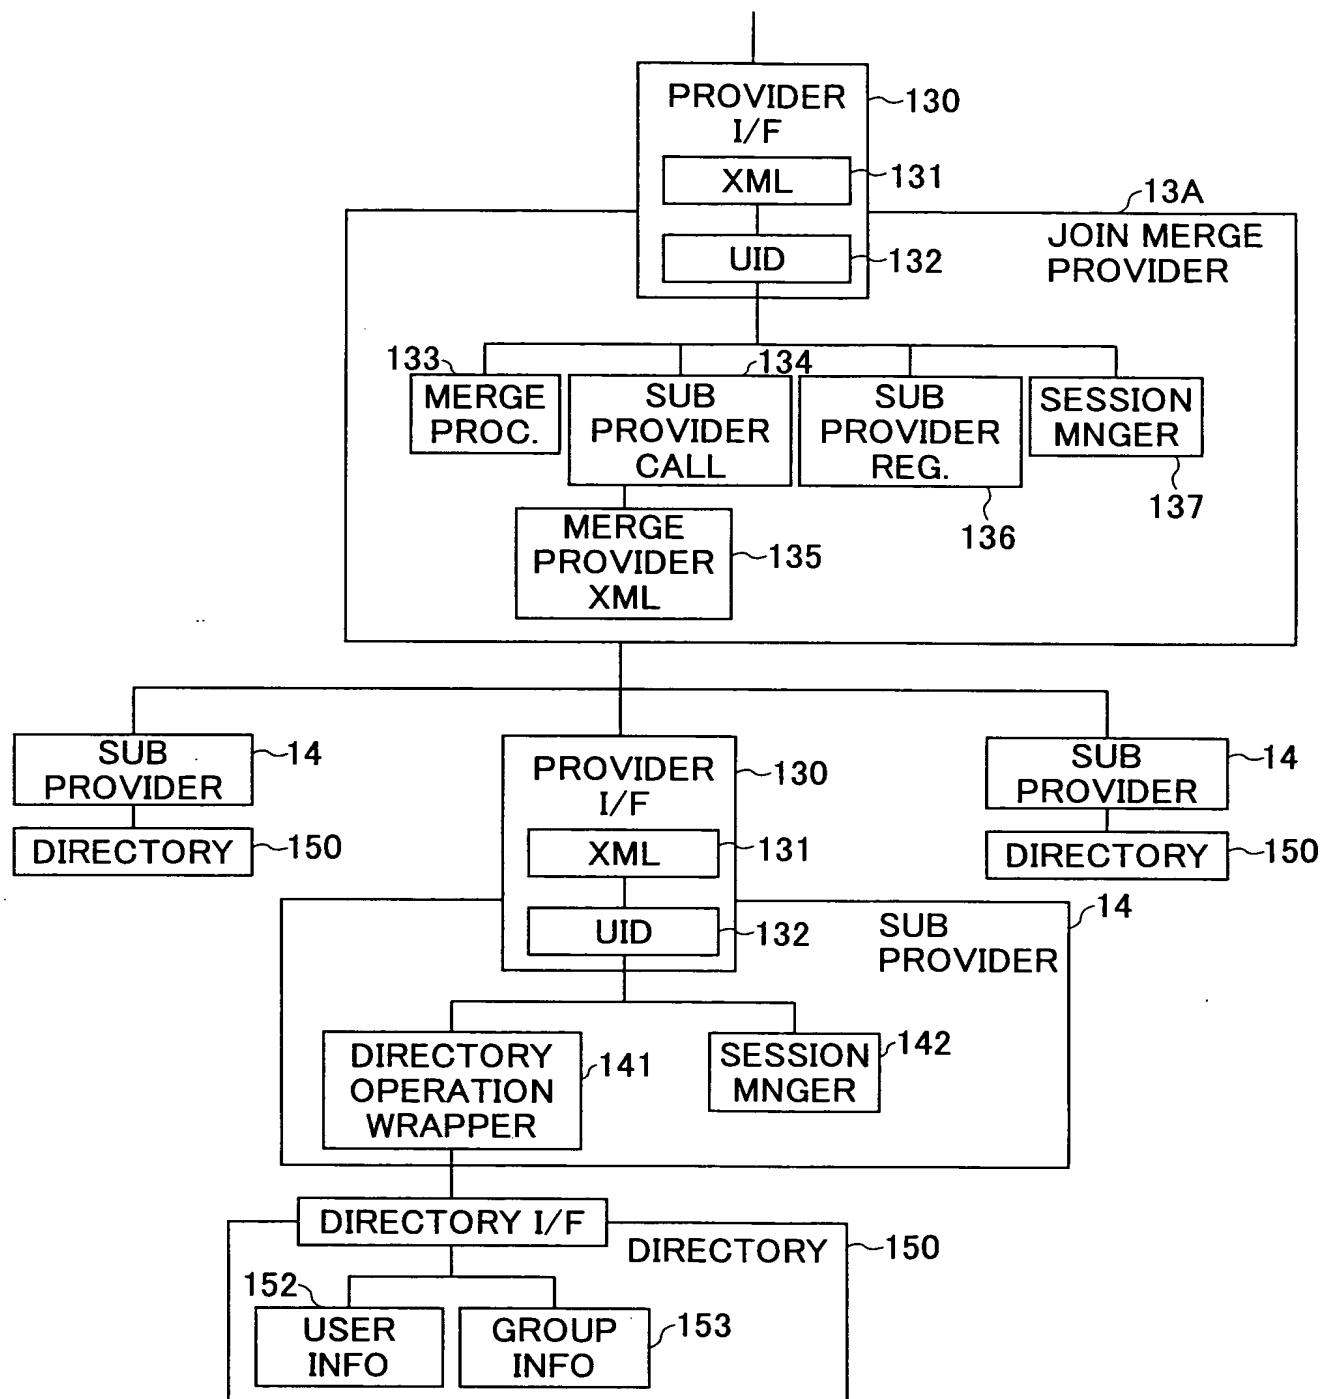 PROVIDER
I/F
130
XML
131
UID
132
13A
JOIN MERGE
PROVIDER
133
MERGE
PROC.
134
SUB
PROVIDER
CALL
SUB
PROVIDER
REG.
136
SESSION
MNGER
137
MERGE
PROVIDER
XML
135
SUB
PROVIDER
14
DIRECTORY
150
PROVIDER
I/F
130
XML
131
UID
132
SUB
PROVIDER
14
DIRECTORY
150
14
SUB
PROVIDER
DIRECTORY
OPERATION
WRAPPER
141
SESSION
MNGER
142
DIRECTORY I/F
DIRECTORY
150
152
USER
INFO
GROUP
INFO
153